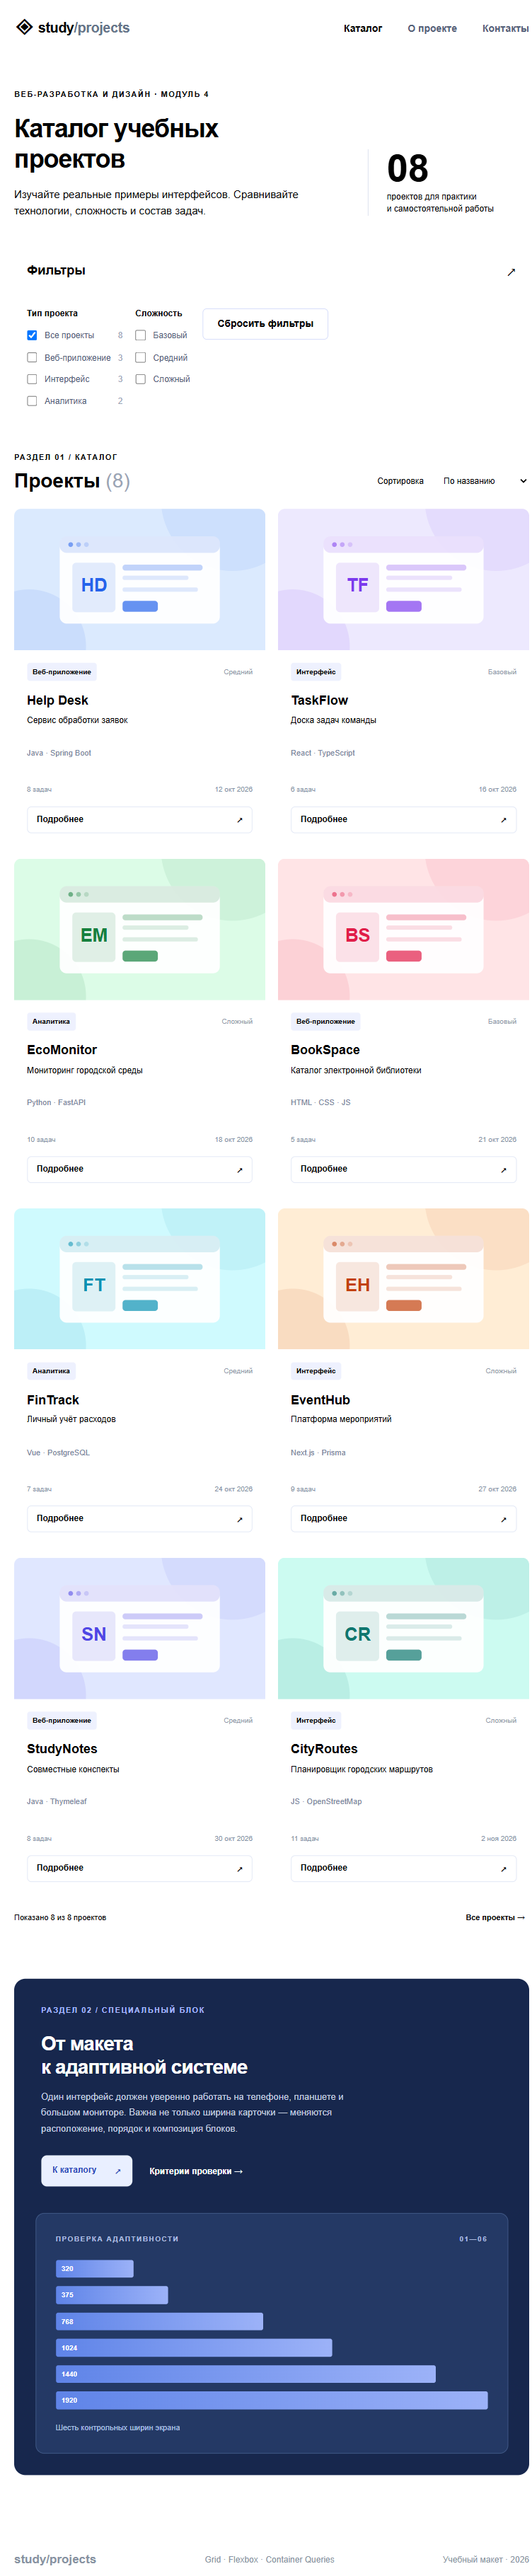 study/projects
Каталог О проекте Контакты
ВЕБ-РАЗРАБОТКА И ДИЗАЙН · МОДУЛЬ 4
Каталог учебных
проектов
Изучайте реальные примеры интерфейсов. Сравнивайте
технологии, сложность и состав задач.
08
проектов для практики
и самостоятельной работы
Фильтры ↗
Тип проекта
Все проекты 8
Веб-приложение 3
Интерфейс 3
Аналитика 2
Сложность
Базовый
Средний
Сложный
Сбросить фильтры
РАЗДЕЛ 01 / КАТАЛОГ
Проекты (8)
Сортировка По названию
HD
Веб-приложение Средний
Help Desk
Сервис обработки заявок
Java · Spring Boot
8 задач 12 окт 2026
Подробнее ↗
TF
Интерфейс Базовый
TaskFlow
Доска задач команды
React · TypeScript
6 задач 16 окт 2026
Подробнее ↗
EM
Аналитика Сложный
EcoMonitor
Мониторинг городской среды
Python · FastAPI
10 задач 18 окт 2026
Подробнее ↗
BS
Веб-приложение Базовый
BookSpace
Каталог электронной библиотеки
HTML · CSS · JS
5 задач 21 окт 2026
Подробнее ↗
FT
Аналитика Средний
FinTrack
Личный учёт расходов
Vue · PostgreSQL
7 задач 24 окт 2026
Подробнее ↗
EH
Интерфейс Сложный
EventHub
Платформа мероприятий
Next.js · Prisma
9 задач 27 окт 2026
Подробнее ↗
SN
Веб-приложение Средний
StudyNotes
Совместные конспекты
Java · Thymeleaf
8 задач 30 окт 2026
Подробнее ↗
CR
Интерфейс Сложный
CityRoutes
Планировщик городских маршрутов
JS · OpenStreetMap
11 задач 2 ноя 2026
Подробнее ↗
Показано 8 из 8 проектов Все проекты →
РАЗДЕЛ 02 / СПЕЦИАЛЬНЫЙ БЛОК
От макета
к адаптивной системе
Один интерфейс должен уверенно работать на телефоне, планшете и
большом мониторе. Важна не только ширина карточки — меняются
расположение, порядок и композиция блоков.
К каталогу ↗ Критерии проверки →
ПРОВЕРКА АДАПТИВНОСТИ 01—06
320
375
768
1024
1440
1920
Шесть контрольных ширин экрана
study/projects Grid · Flexbox · Container Queries Учебный макет · 2026